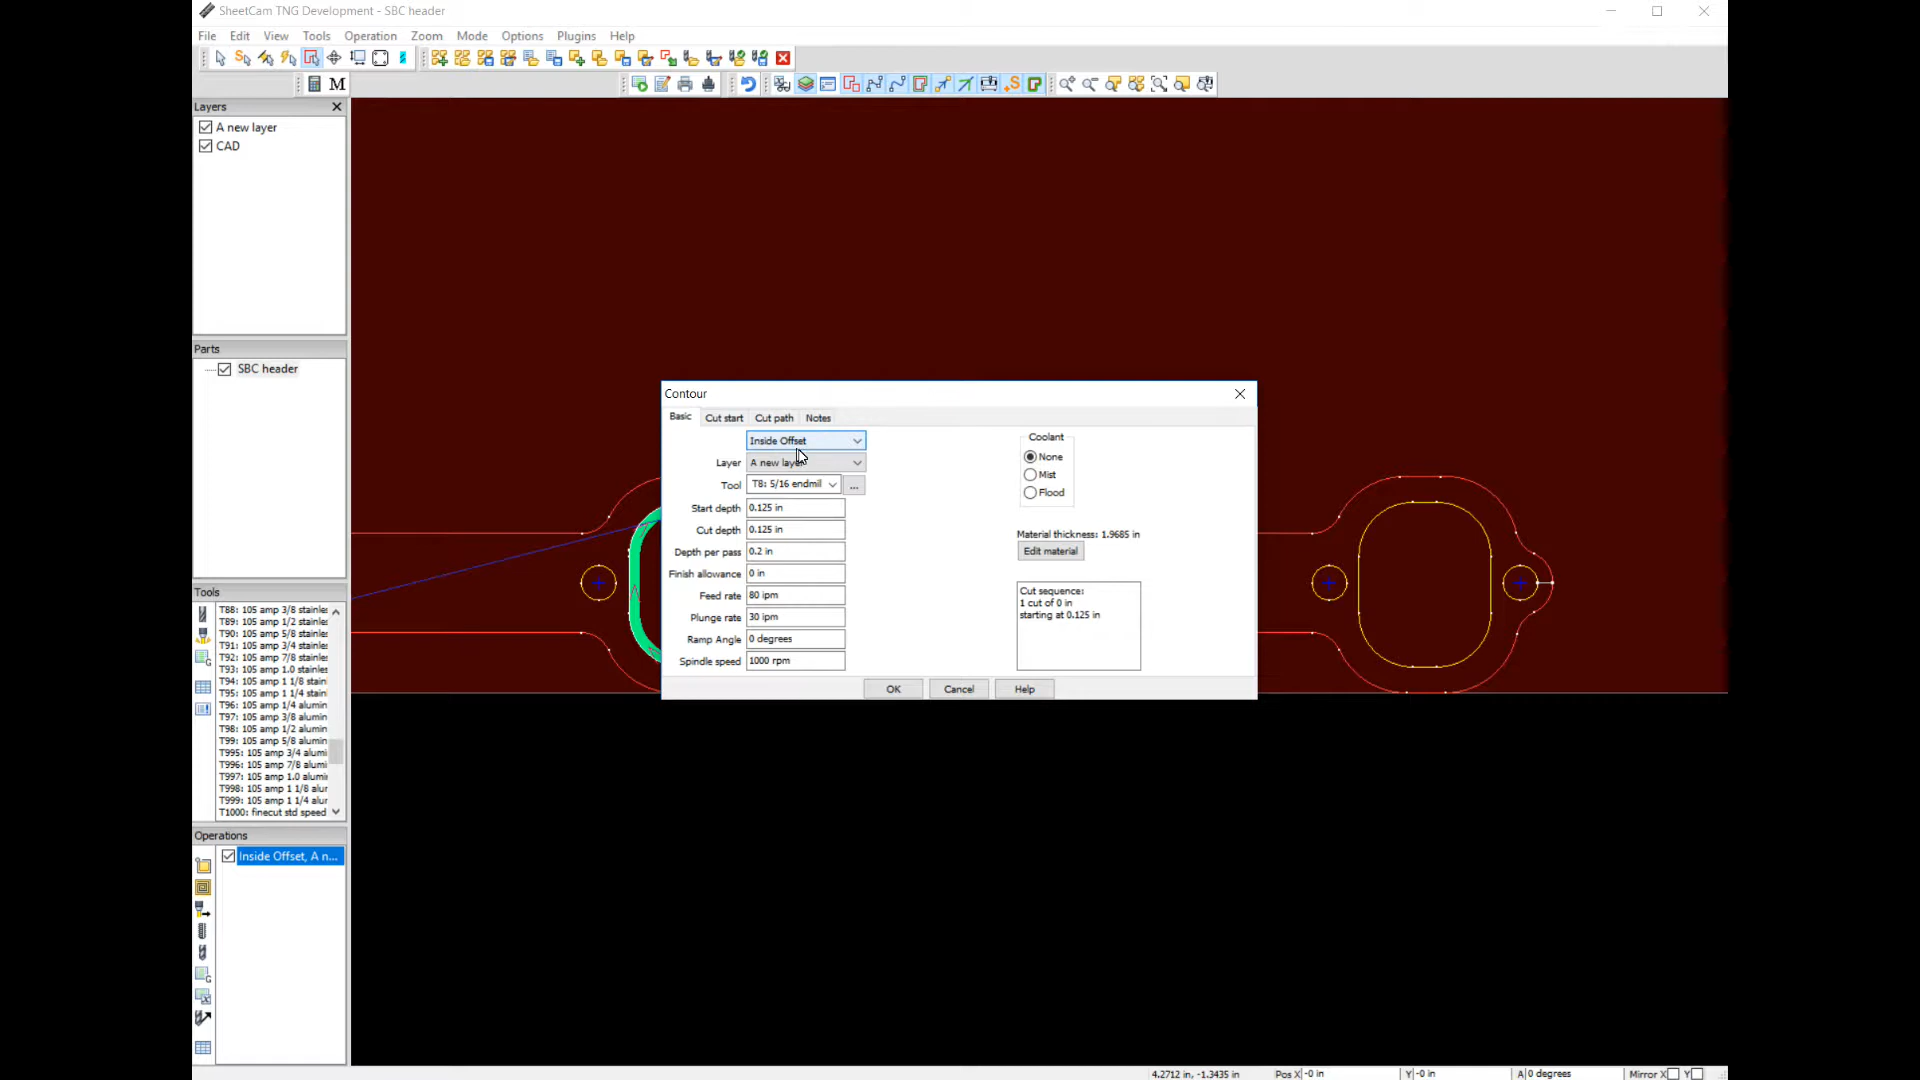 SheetCam TNG Development - SBC header
File Edit View Tools Operation Zoom Mode Options Plugins Help
M
Layers
A new layer
CAD
Parts
SBC header
Tools
T88: 105 amp 3/8 stainles
T89: 105 amp 1/2 stainles
T90: 105 amp 5/8 stainles
T91: 105 amp 3/4 stainles
T92: 105 amp 7/8 stainles
T93: 105 amp 1.0 stainles
T94: 105 amp 1 1/8 stain
T95: 105 amp 1 1/4 stain
T96: 105 amp 1/4 alumin
T97: 105 amp 3/8 alumin
T98: 105 amp 1/2 alumin
T99: 105 amp 5/8 alumin
T995: 105 amp 3/4 alumi
T996: 105 amp 7/8 alumi
T997: 105 amp 1.0 alumi
T998: 105 amp 1 1/8 alur
T999: 105 amp 1 1/4 alur
T1000: finecut std speed
Operations
Inside Offset, A n...
Contour
Basic Cut start Cut path Notes
Inside Offset
Layer A new layer
Tool T8: 5/16 endmil ...
Start depth 0.125 in
Cut depth 0.125 in
Depth per pass 0.2 in
Finish allowance 0 in
Feed rate 80 ipm
Plunge rate 30 ipm
Ramp Angle 0 degrees
Spindle speed 1000 rpm
Coolant
None
Mist
Flood
Material thickness: 1.9685 in
Edit material
Cut sequence:
1 cut of 0 in
starting at 0.125 in
OK Cancel Help
4.2712 in, -1.3435 in Pos X -0 in Y -0 in A 0 degrees Mirror X Y